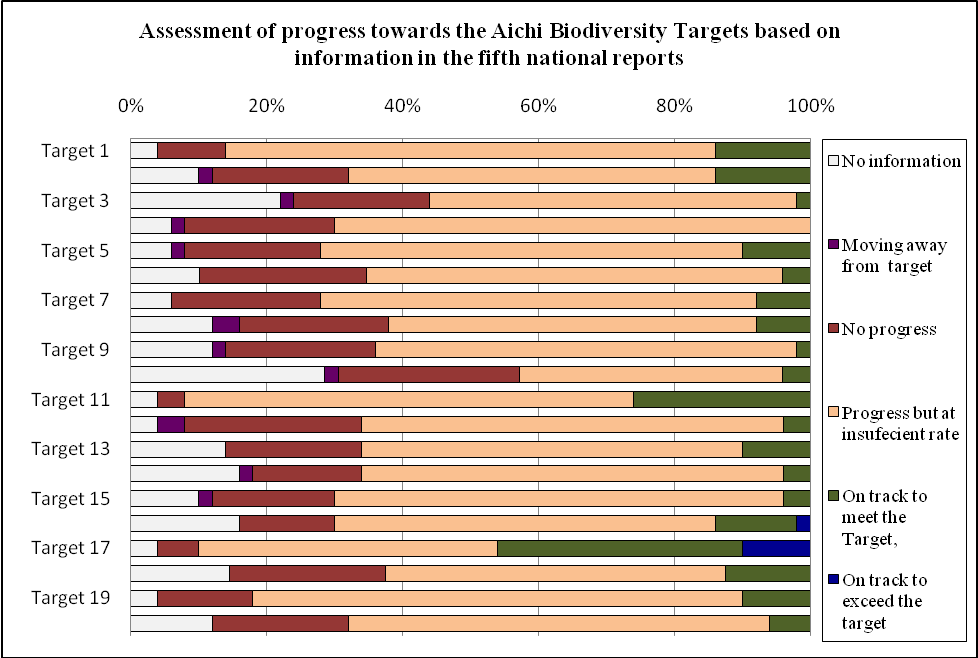 Assessment of progress towards the Aichi Biodiversity Targets based on
information in the fifth national reports
0% 20% 40% 60% 80% 100%
Target 1
Target 3
Target 5
Target 7
Target 9
Target 11
Target 13
Target 15
Target 17
Target 19
No information
Moving away
from target
No progress
Progress but at
insufecient rate
On track to
meet the
Target,
On track to
exceed the
target